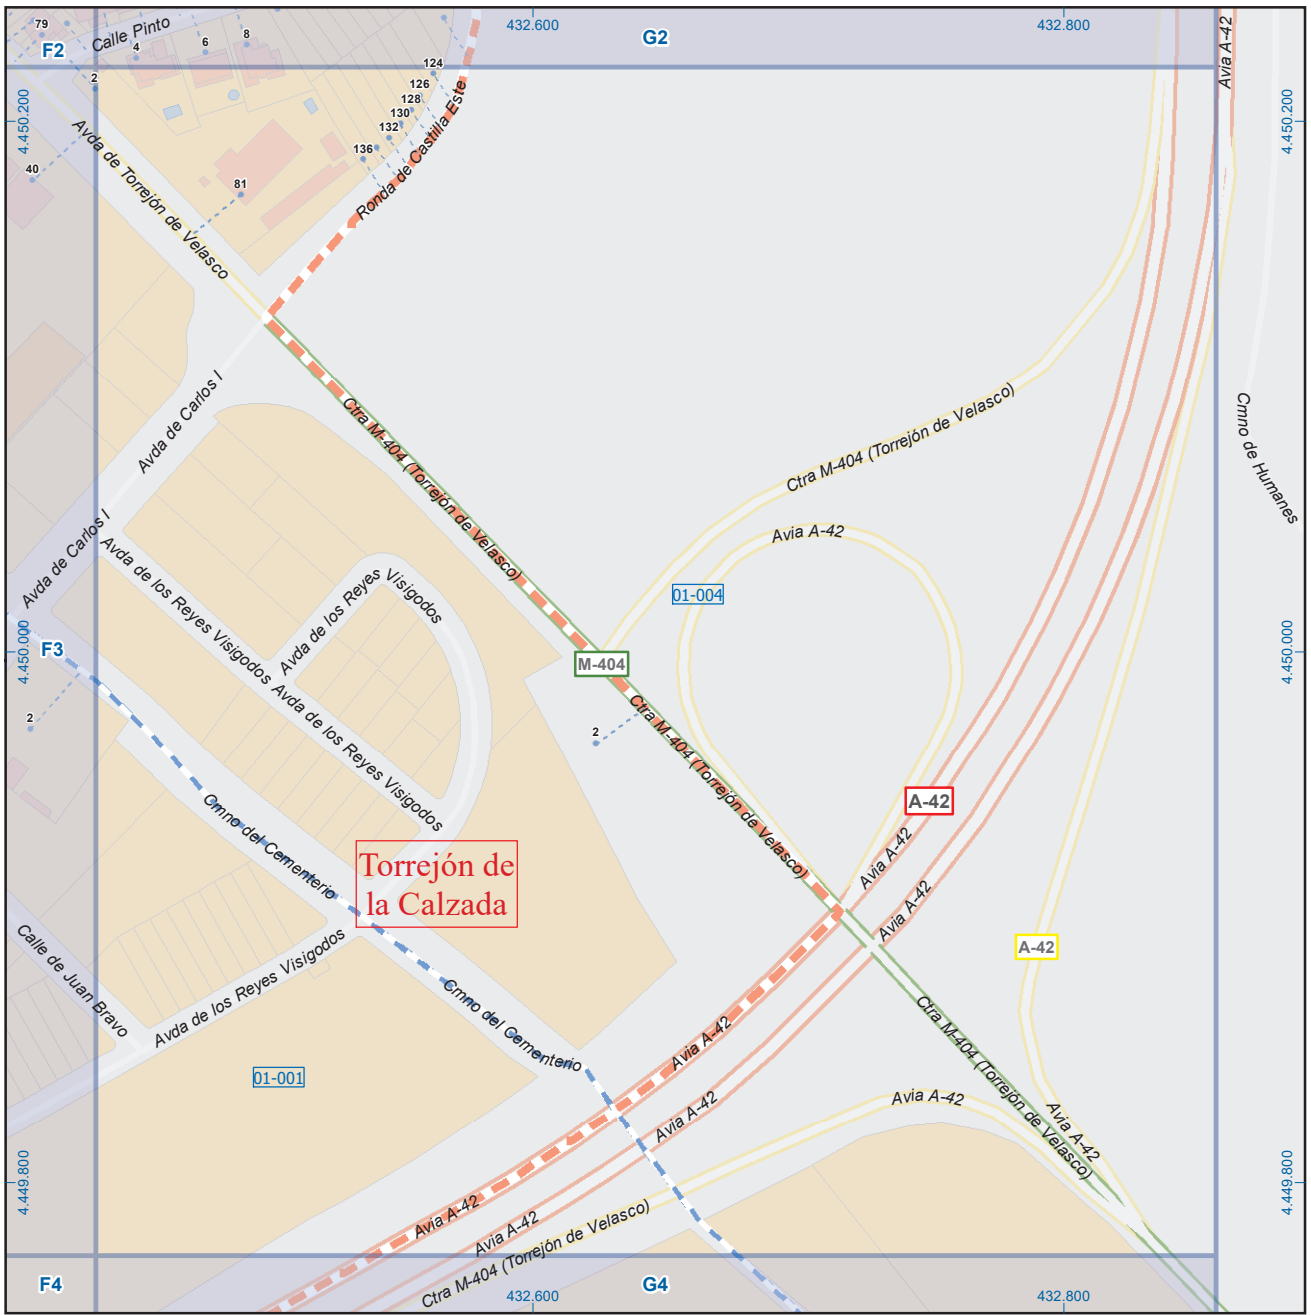 432.600
432.800
79
F2
Calle Pinto
4
6
8
G2
Avia A-42
2
124
126
128
130
132
136
4.450.200
4.450.200
Avda de Torrejón de Velasco
40
81
Ronda de Castilla Este
Avda de Carlos I
Ctra M-404 (Torrejón de Velasco)
Ctra M-404 (Torrejón de Velasco)
Cmno de Humanes
Avda de Carlos I
Avia A-42
Avda de los Reyes Visigodos
Avda de los Reyes
Visigodos
01-004
F3
4.450.000
4.450.000
M-404
Avda de los Reyes Visigodos
2
2
Ctra M-404 (Torrejón de Velasco)
Cmno del Cementerio
A-42
Avia A-42
Torrejón de
la Calzada
Avia A-42
Calle de Juan Bravo
Avda de los Reyes Visigodos
A-42
Cmno del Cementerio
Ctra M-404 (Torrejón de Velasco)
Avia A-42
01-001
Avia A-42
Avia A-42
Avia A-42
4.449.800
4.449.800
Avia A-42
Avia A-42
Ctra M-404 (Torrejón de Velasco)
F4
G4
432.600
432.800